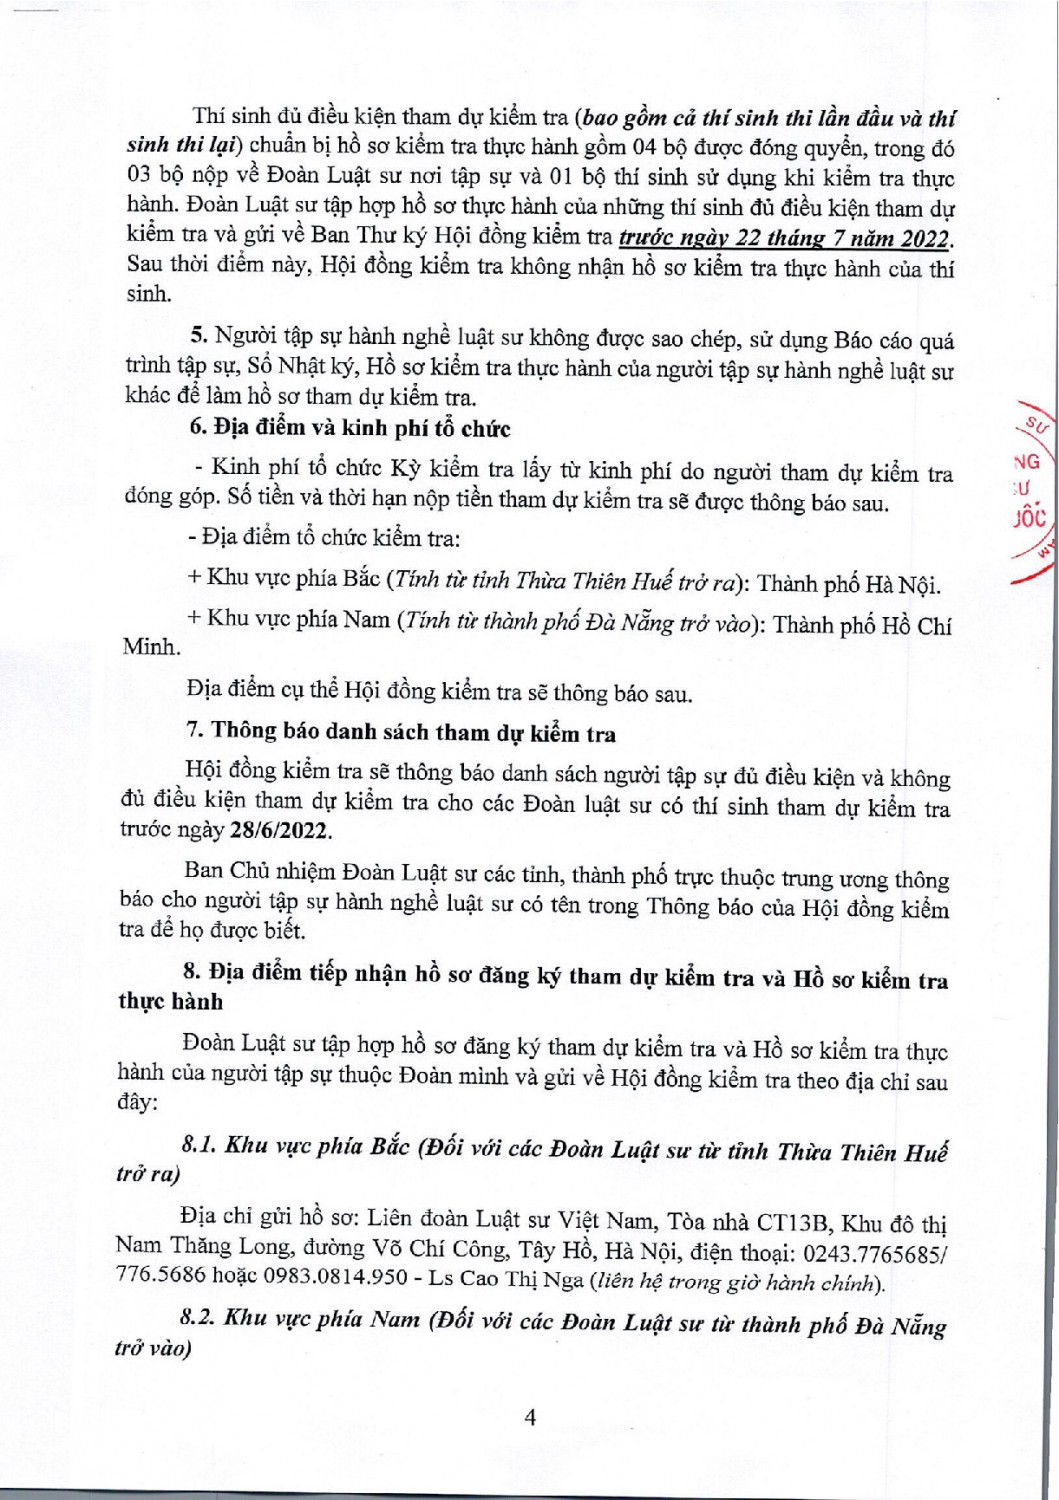 Thí sinh đủ điều kiện tham dự kiểm tra (bao gồm cả thí sinh thi lần đầu và thí
sinh thi lại) chuẩn bị hồ sơ kiểm tra thực hành gồm 04 bộ được đóng quyển, trong đó
03 bộ nộp về Đoàn Luật sư nơi tập sự và 01 bộ thí sinh sử dụng khi kiểm tra thực
hành. Đoàn Luật sư tập hợp hồ sơ thực hành của những thí sinh đủ điều kiện tham dự
kiểm tra và gửi về Ban Thư ký Hội đồng kiểm tra trước ngày 22 tháng 7 năm 2022.
Sau thời điểm này, Hội đồng kiểm tra không nhận hồ sơ kiểm tra thực hành của thí
sinh.
5. Người tập sự hành nghề luật sư không được sao chép, sử dụng Báo cáo quá
trình tập sự, Sổ Nhật ký, Hồ sơ kiểm tra thực hành của người tập sự hành nghề luật sư
khác để làm hồ sơ tham dự kiểm tra.
6. Địa điểm và kinh phí tổ chức
- Kinh phí tổ chức Kỳ kiểm tra lấy từ kinh phí do người tham dự kiểm tra
đóng góp. Số tiền và thời hạn nộp tiền tham dự kiểm tra sẽ được thông báo sau.
- Địa điểm tổ chức kiểm tra:
+ Khu vực phía Bắc (Tính từ tỉnh Thừa Thiên Huế trở ra): Thành phố Hà Nội.
+ Khu vực phía Nam (Tính từ thành phố Đà Nẵng trở vào): Thành phố Hồ Chí
Minh.
Địa điểm cụ thể Hội đồng kiểm tra sẽ thông báo sau.
7. Thông báo danh sách tham dự kiểm tra
Hội đồng kiểm tra sẽ thông báo danh sách người tập sự đủ điều kiện và không
đủ điều kiện tham dự kiểm tra cho các Đoàn luật sư có thí sinh tham dự kiểm tra
trước ngày 28/6/2022.
Ban Chủ nhiệm Đoàn Luật sư các tỉnh, thành phố trực thuộc trung ương thông
báo cho người tập sự hành nghề luật sư có tên trong Thông báo của Hội đồng kiểm
tra để họ được biết.
8. Địa điểm tiếp nhận hồ sơ đăng ký tham dự kiểm tra và Hồ sơ kiểm tra
thực hành
Đoàn Luật sư tập hợp hồ sơ đăng ký tham dự kiểm tra và Hồ sơ kiểm tra thực
hành của người tập sự thuộc Đoàn mình và gửi về Hội đồng kiểm tra theo địa chỉ sau
đây:
8.1. Khu vực phía Bắc (Đối với các Đoàn Luật sư từ tỉnh Thừa Thiên Huế
trở ra)
Địa chỉ gửi hồ sơ: Liên đoàn Luật sư Việt Nam, Tòa nhà CT13B, Khu đô thị
Nam Thăng Long, đường Võ Chí Công, Tây Hồ, Hà Nội, điện thoại: 0243.7765685/
776.5686 hoặc 0983.0814.950 - Ls Cao Thị Nga (liên hệ trong giờ hành chính).
8.2. Khu vực phía Nam (Đối với các Đoàn Luật sư từ thành phố Đà Nẵng
trở vào)
4
SƯ
NG
SƯ
UỐC